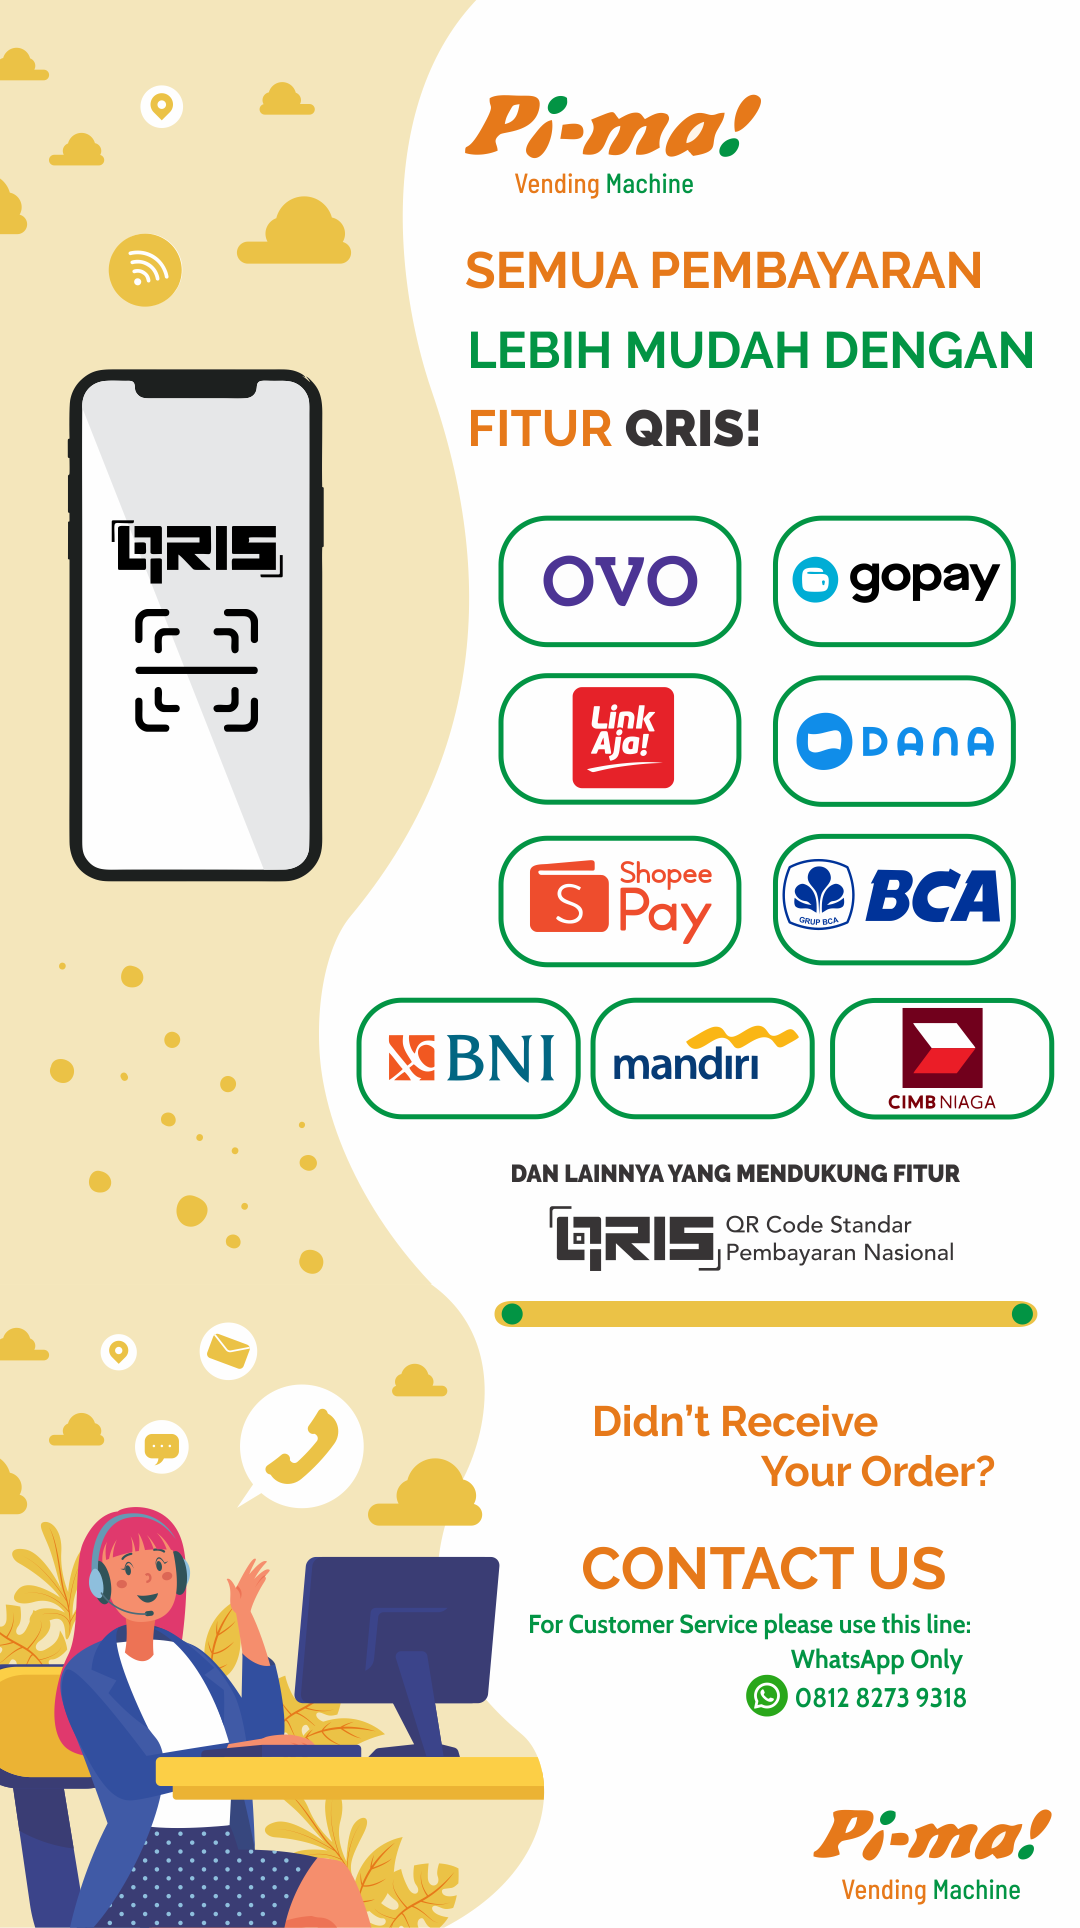 Pi-ma!
Vending Machine
SEMUA PEMBAYARAN
LEBIH MUDAH DENGAN
FITUR QRIS!
QRIS
OVO
gopay
Link
Aja!
DANA
S
Shopee
Pay
GRUP BCA
BCA
BNI
mandiri
CIMB NIAGA
DAN LAINNYA YANG MENDUKUNG FITUR
QRIS
QR Code Standar
Pembayaran Nasional
Didn't Receive
Your Order?
CONTACT US
For Customer Service please use this line:
WhatsApp Only
0812 8273 9318
Pi-ma!
Vending Machine